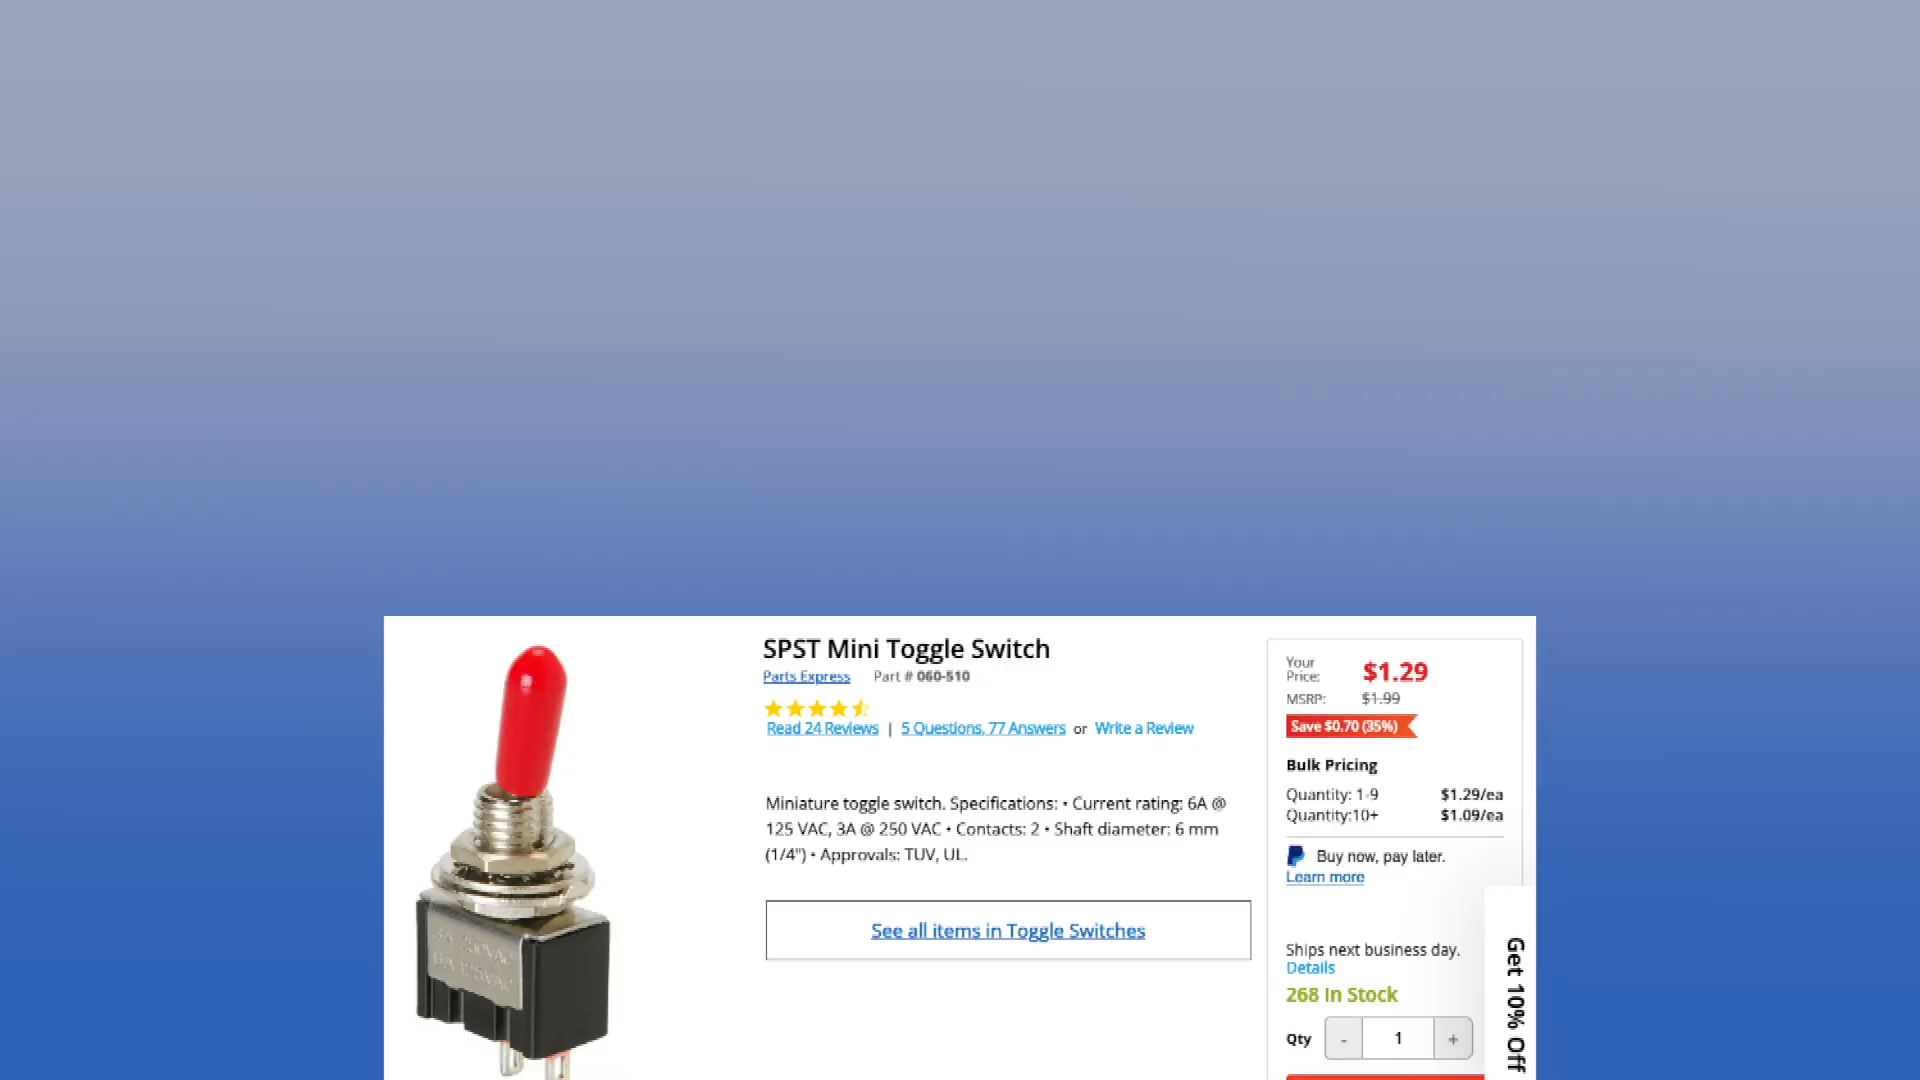 SPST Mini Toggle Switch
Parts Express Part # 060-510
Read 24 Reviews | 5 Questions, 77 Answers or Write a Review
Miniature toggle switch. Specifications: • Current rating: 6A @
125 VAC, 3A @ 250 VAC • Contacts: 2 • Shaft diameter: 6 mm
(1/4") • Approvals: TUV, UL.
See all items in Toggle Switches
Your
Price: $1.29
MSRP: $1.99
Save $0.70 (35%)
Bulk Pricing
Quantity: 1-9 $1.29/ea
Quantity:10+ $1.09/ea
Buy now, pay later.
Learn more
Ships next business day.
Details
268 In Stock
Qty - 1 +
Get 10% Off
3A 250VAC
6A 125VAC